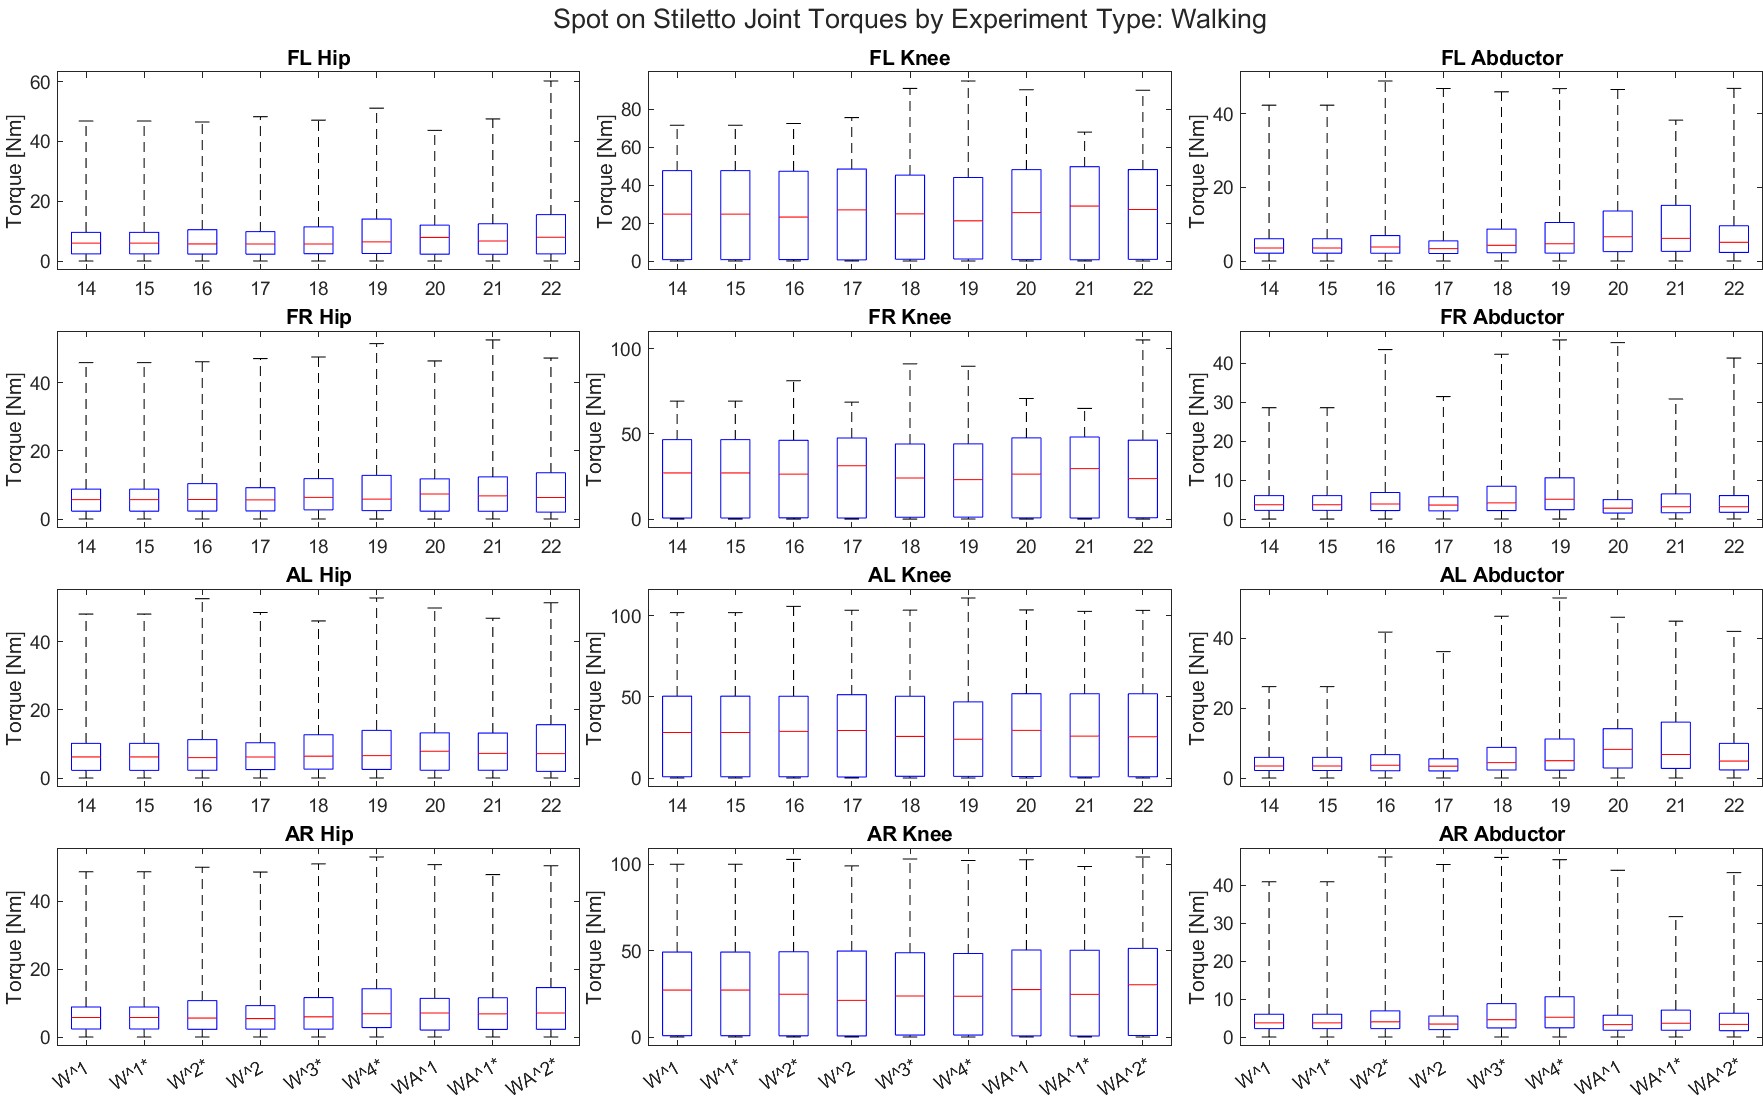 Spot on Stiletto Joint Torques by Experiment Type: Walking
FL Hip
Torque [Nm]
60
40
20
0
14 15 16 17 18 19 20 21 22
FL Knee
Torque [Nm]
80
60
40
20
0
14 15 16 17 18 19 20 21 22
FL Abductor
Torque [Nm]
40
20
0
14 15 16 17 18 19 20 21 22
FR Hip
Torque [Nm]
40
20
0
14 15 16 17 18 19 20 21 22
FR Knee
Torque [Nm]
100
50
0
14 15 16 17 18 19 20 21 22
FR Abductor
Torque [Nm]
40
30
20
10
0
14 15 16 17 18 19 20 21 22
AL Hip
Torque [Nm]
40
20
0
14 15 16 17 18 19 20 21 22
AL Knee
Torque [Nm]
100
50
0
14 15 16 17 18 19 20 21 22
AL Abductor
Torque [Nm]
40
20
0
14 15 16 17 18 19 20 21 22
AR Hip
Torque [Nm]
40
20
0
W^1 W^1* W^2* W^2 W^3* W^4* WA^1 WA^1* WA^2*
AR Knee
Torque [Nm]
100
50
0
W^1 W^1* W^2* W^2 W^3* W^4* WA^1 WA^1* WA^2*
AR Abductor
Torque [Nm]
40
30
20
10
0
W^1 W^1* W^2* W^2 W^3* W^4* WA^1 WA^1* WA^2*